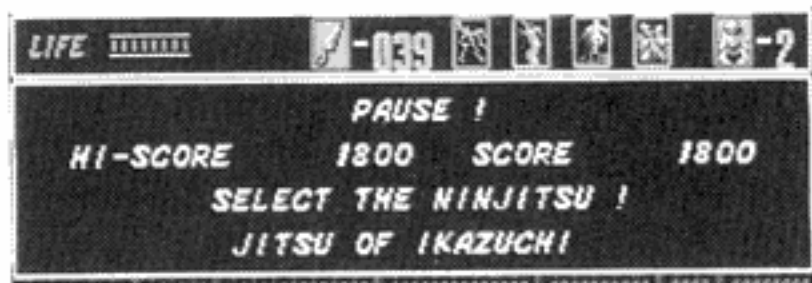 LIFE -039 -2
PAUSE !
HI-SCORE 1800 SCORE 1800
SELECT THE NINJITSU !
JITSU OF IKAZUCHI